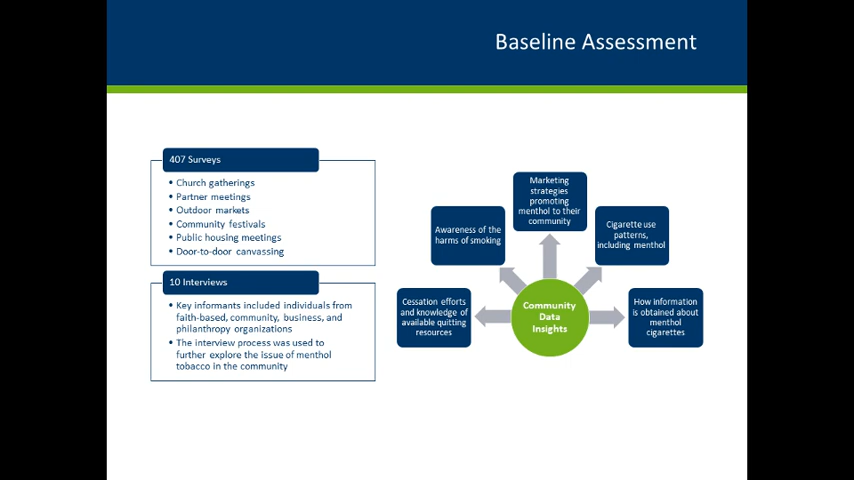 Baseline Assessment
407 Surveys
• Church gatherings
• Partner meetings
• Outdoor markets
• Community festivals
• Public housing meetings
• Door-to-door canvassing
10 Interviews
• Key informants included individuals from
faith-based, community, business, and
philanthropy organizations
• The interview process was used to
further explore the issue of menthol
tobacco in the community
Cessation efforts
and knowledge of
available quitting
resources
Awareness of the
harms of smoking
Marketing
strategies
promoting
menthol to their
community
Cigarette use
patterns,
including menthol
How information
is obtained about
menthol
cigarettes
Community
Data
Insights